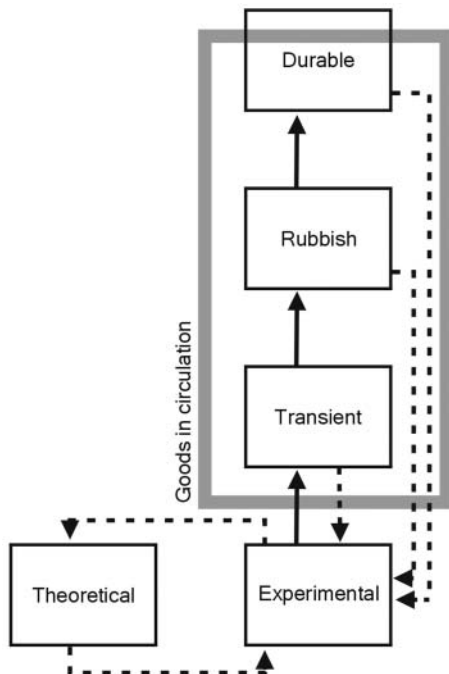 Durable
Rubbish
Goods in circulation
Transient
Theoretical
Experimental